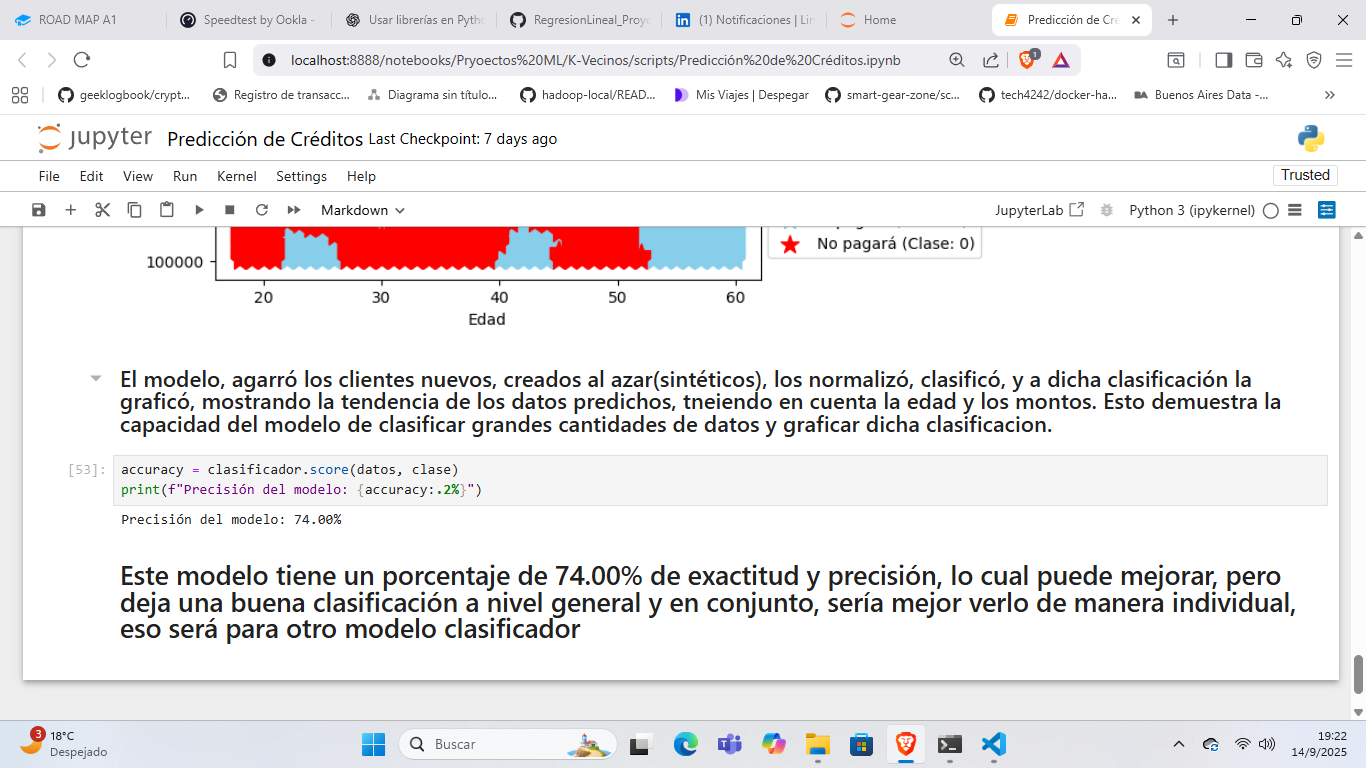 ROAD MAP A1
Speedtest by Ookla -
Usar librerías en Pytho
RegresionLineal_Proye
(1) Notificaciones | Lin
Home
Predicción de Cré
localhost:8888/notebooks/Pryoectos%20ML/K-Vecinos/scripts/Predicción%20de%20Créditos.ipynb
1
geeklogbook/crypt...
Registro de transacc...
Diagrama sin título...
hadoop-local/READ...
Mis Viajes | Despegar
smart-gear-zone/sc...
tech4242/docker-ha...
BA
Buenos Aires Data -...
jupyter
Predicción de Créditos
Last Checkpoint: 7 days ago
File
Edit
View
Run
Kernel
Settings
Help
Trusted
Markdown
JupyterLab
Python 3 (ipykernel)
No pagará (Clase: 0)
100000
20
30
40
50
60
Edad
El modelo, agarró los clientes nuevos, creados al azar(sintéticos), los normalizó, clasificó, y a dicha clasificación la
graficó, mostrando la tendencia de los datos predichos, tneiendo en cuenta la edad y los montos. Esto demuestra la
capacidad del modelo de clasificar grandes cantidades de datos y graficar dicha clasificacion.
[53]:
accuracy = clasificador.score(datos, clase)
print(f"Precisión del modelo: {accuracy:.2%}")
Precisión del modelo: 74.00%
Este modelo tiene un porcentaje de 74.00% de exactitud y precisión, lo cual puede mejorar, pero
deja una buena clasificación a nivel general y en conjunto, sería mejor verlo de manera individual,
eso será para otro modelo clasificador
3
18°C
Despejado
Buscar
19:22
14/9/2025